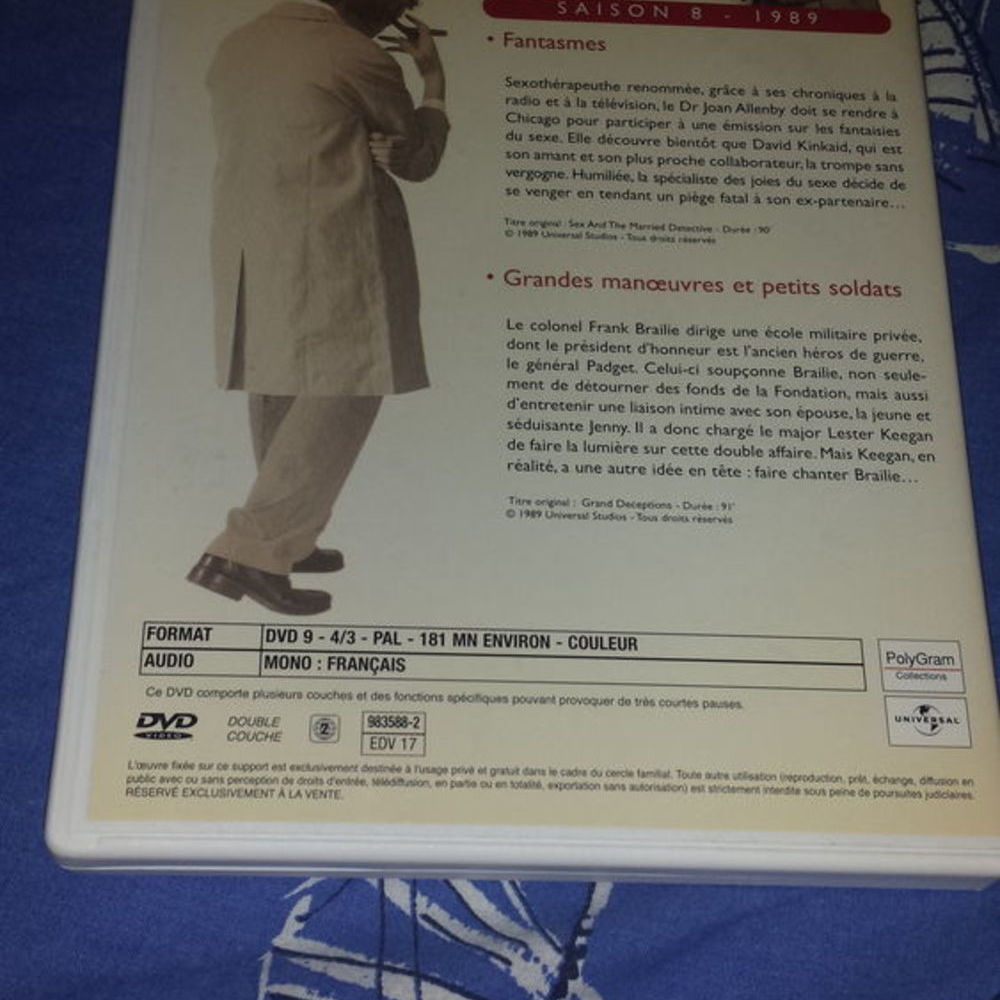 SAISON 8 - 1989
• Fantasmes
Sexothérapeuthe renommée, grâce à ses chroniques à la
radio et à la télévision, le Dr Joan Allenby doit se rendre à
Chicago pour participer à une émission sur les fantaisies
du sexe. Elle découvre bientôt que David Kinkaid, qui est
son amant et son plus proche collaborateur, la trompe sans
vergogne. Humiliée, la spécialiste des joies du sexe décide de
se venger en tendant un piège fatal à son ex-partenaire...
Titre original : Sex And The Married Detective - Durée : 90'
© 1989 Universal Studios - Tous droits réservés
• Grandes manœuvres et petits soldats
Le colonel Frank Brailie dirige une école militaire privée,
dont le président d'honneur est l'ancien héros de guerre,
le général Padget. Celui-ci soupçonne Brailie, non seule-
ment de détourner des fonds de la Fondation, mais aussi
d'entretenir une liaison intime avec son épouse, la jeune et
séduisante Jenny. Il a donc chargé le major Lester Keegan
de faire la lumière sur cette double affaire. Mais Keegan, en
réalité, a une autre idée en tête : faire chanter Brailie...
Titre original : Grand Deceptions - Durée : 91'
© 1989 Universal Studios - Tous droits réservés
FORMAT DVD 9 - 4/3 - PAL - 181 MN ENVIRON - COULEUR
AUDIO MONO : FRANÇAIS
PolyGram
Collections
Ce DVD comporte plusieurs couches et des fonctions spécifiques pouvant provoquer de très courtes pauses.
DVD
VIDEO
DOUBLE
COUCHE
2
983588-2
EDV 17
UNIVERSAL
L'œuvre fixée sur ce support est exclusivement destinée à l'usage privé et gratuit dans le cadre du cercle familial. Toute autre utilisation (reproduction, prêt, échange, diffusion en
public avec ou sans perception de droits d'entrée, télédiffusion, en partie ou en totalité, exportation sans autorisation) est strictement interdite sous peine de poursuites judiciaires.
RÉSERVÉ EXCLUSIVEMENT À LA VENTE.